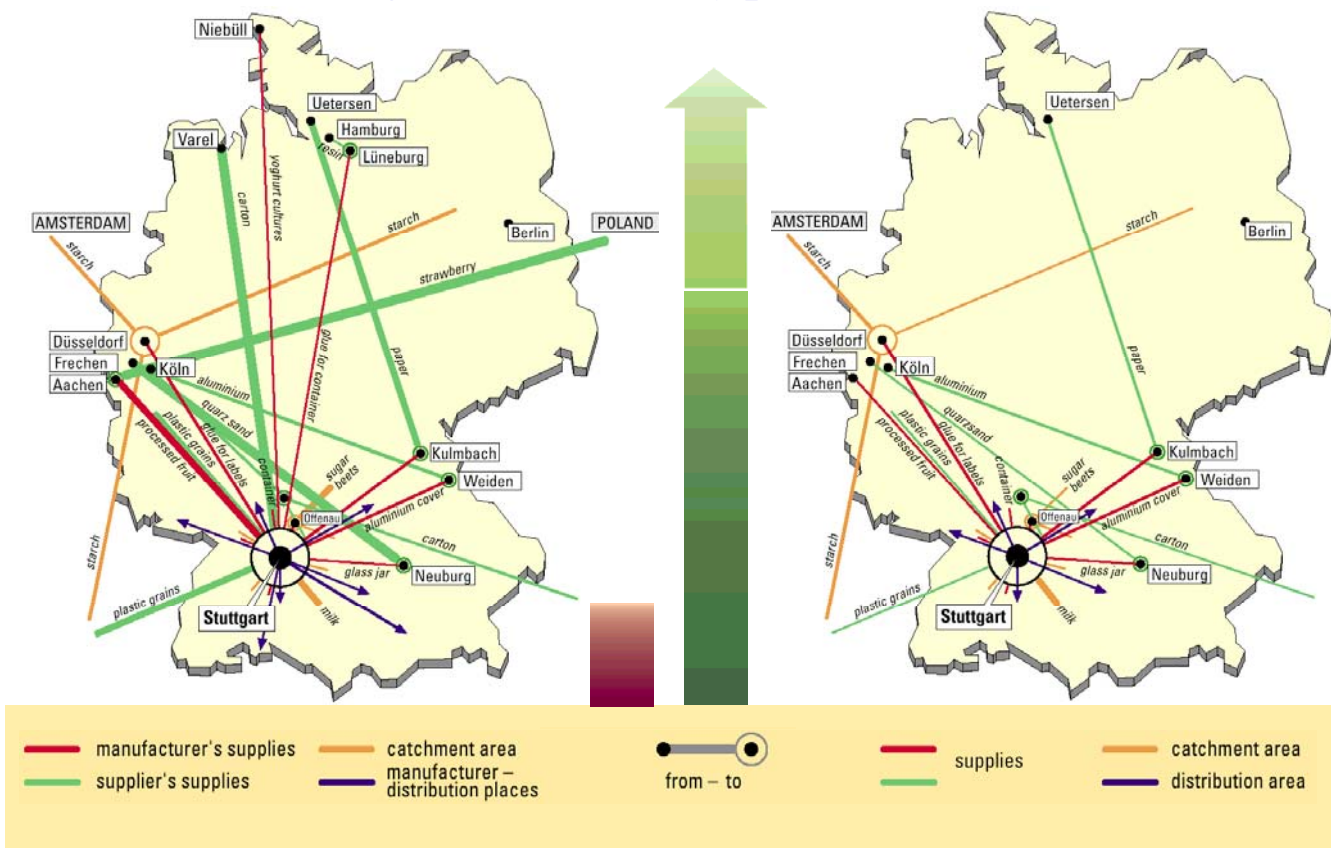 Niebüll
Uetersen
Hamburg
Varel
resin
Lüneburg
yoghurt cultures
carton
AMSTERDAM
starch
starch
Berlin
POLAND
strawberry
glue for container
paper
Düsseldorf
Frechen
Köln
Aachen
aluminium
quarz sand
plastic grains
glue for labels
processed fruit
container
sugar
beets
Kulmbach
Weiden
Offenau
aluminium cover
carton
starch
glass jar
Neuburg
plastic grains
Stuttgart
milk
Uetersen
AMSTERDAM
starch
starch
Berlin
paper
Düsseldorf
Frechen
Köln
Aachen
aluminium
quarzsand
plastic grains
glue for labels
processed fruit
container
sugar
beets
Kulmbach
Weiden
Offenau
aluminium cover
carton
starch
glass jar
Neuburg
plastic grains
Stuttgart
milk
manufacturer's supplies
catchment area
supplier's supplies
manufacturer –
distribution places
from – to
supplies
catchment area
distribution area